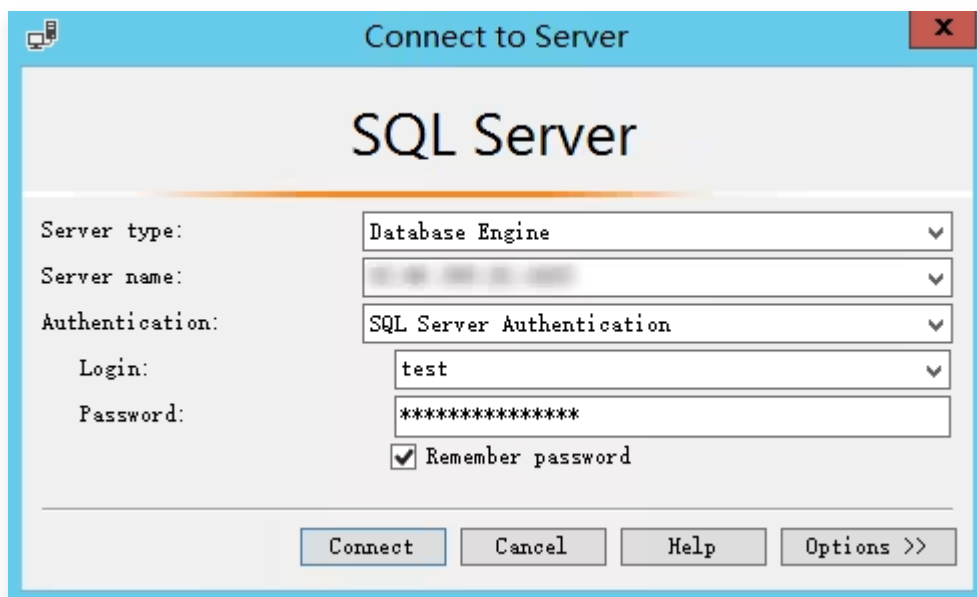 Connect to Server
x
SQL Server
Server type: Database Engine
Server name:
Authentication: SQL Server Authentication
Login: test
Password: ***************
Remember password
Connect Cancel Help Options >>